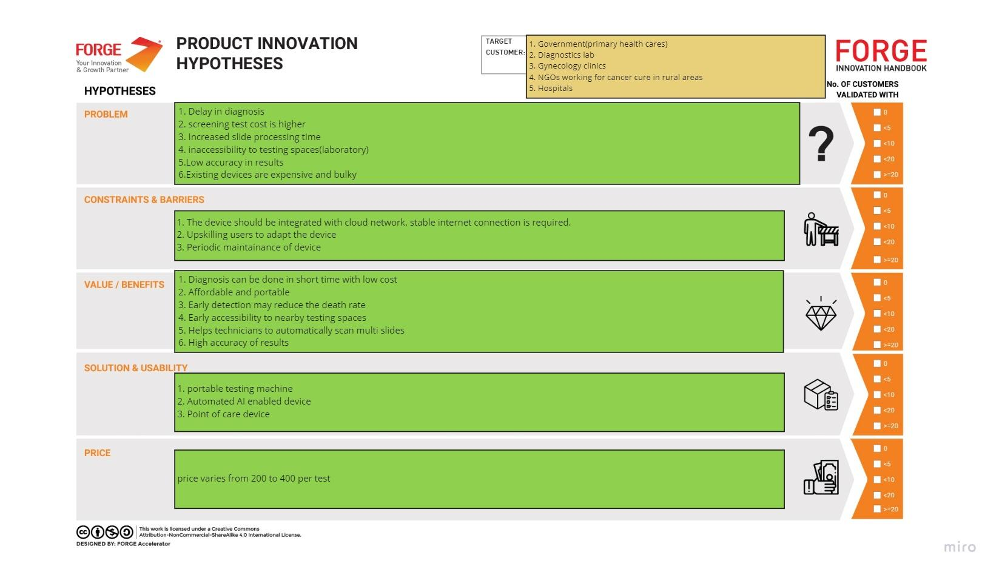 FORGE
Your Innovation
& Growth Partner
PRODUCT INNOVATION
HYPOTHESES
TARGET
CUSTOMER:
1. Government(primary health cares)
2. Diagnostics lab
3. Gynecology clinics
4. NGOs working for cancer cure in rural areas
5. Hospitals
FORGE
INNOVATION HANDBOOK
HYPOTHESES
No. OF CUSTOMERS
VALIDATED WITH
PROBLEM
1. Delay in diagnosis
2. screening test cost is higher
3. Increased slide processing time
4. inaccessibility to testing spaces(laboratory)
5.Low accuracy in results
6.Existing devices are expensive and bulky
?
0
<5
<10
<20
>=20
CONSTRAINTS & BARRIERS
1. The device should be integrated with cloud network. stable internet connection is required.
2. Upskilling users to adapt the device
3. Periodic maintainance of device
0
<5
<10
<20
>=20
VALUE / BENEFITS
1. Diagnosis can be done in short time with low cost
2. Affordable and portable
3. Early detection may reduce the death rate
4. Early accessibility to nearby testing spaces
5. Helps technicians to automatically scan multi slides
6. High accuracy of results
0
<5
<10
<20
>=20
SOLUTION & USABILITY
1. portable testing machine
2. Automated AI enabled device
3. Point of care device
0
<5
<10
<20
>=20
PRICE
price varies from 200 to 400 per test
0
<5
<10
<20
>=20
cc
This work is licensed under a Creative Commons
Attribution-NonCommercial-ShareAlike 4.0 International License.
DESIGNED BY: FORGE Accelerator
miro